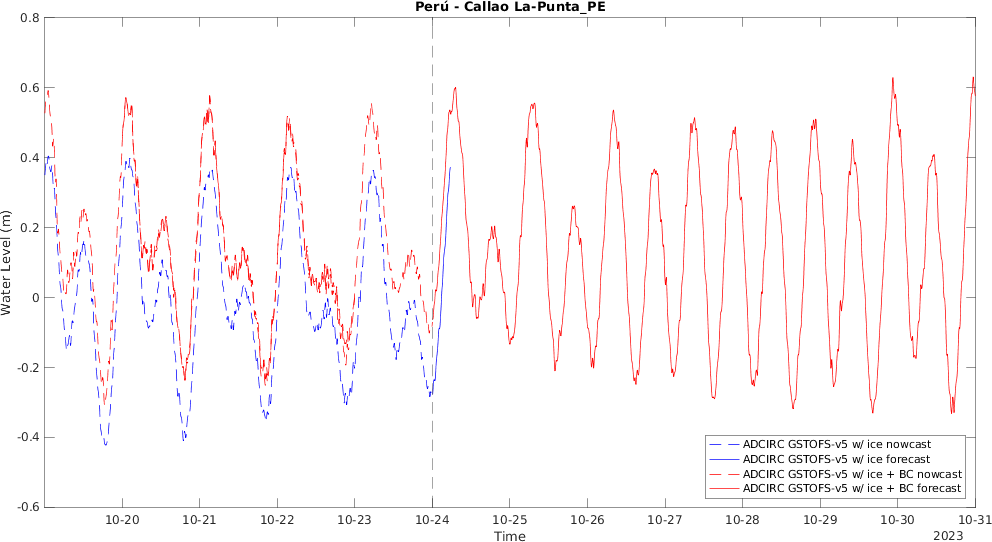 Perú - Callao La-Punta_PE
0.8
0.6
0.4
0.2
0
-0.2
-0.4
-0.6
Water Level (m)
ADCIRC GSTOFS-v5 w/ ice nowcast
ADCIRC GSTOFS-v5 w/ ice forecast
ADCIRC GSTOFS-v5 w/ ice + BC nowcast
ADCIRC GSTOFS-v5 w/ ice + BC forecast
10-20 10-21 10-22 10-23 10-24 10-25 10-26 10-27 10-28 10-29 10-30 10-31
Time
2023